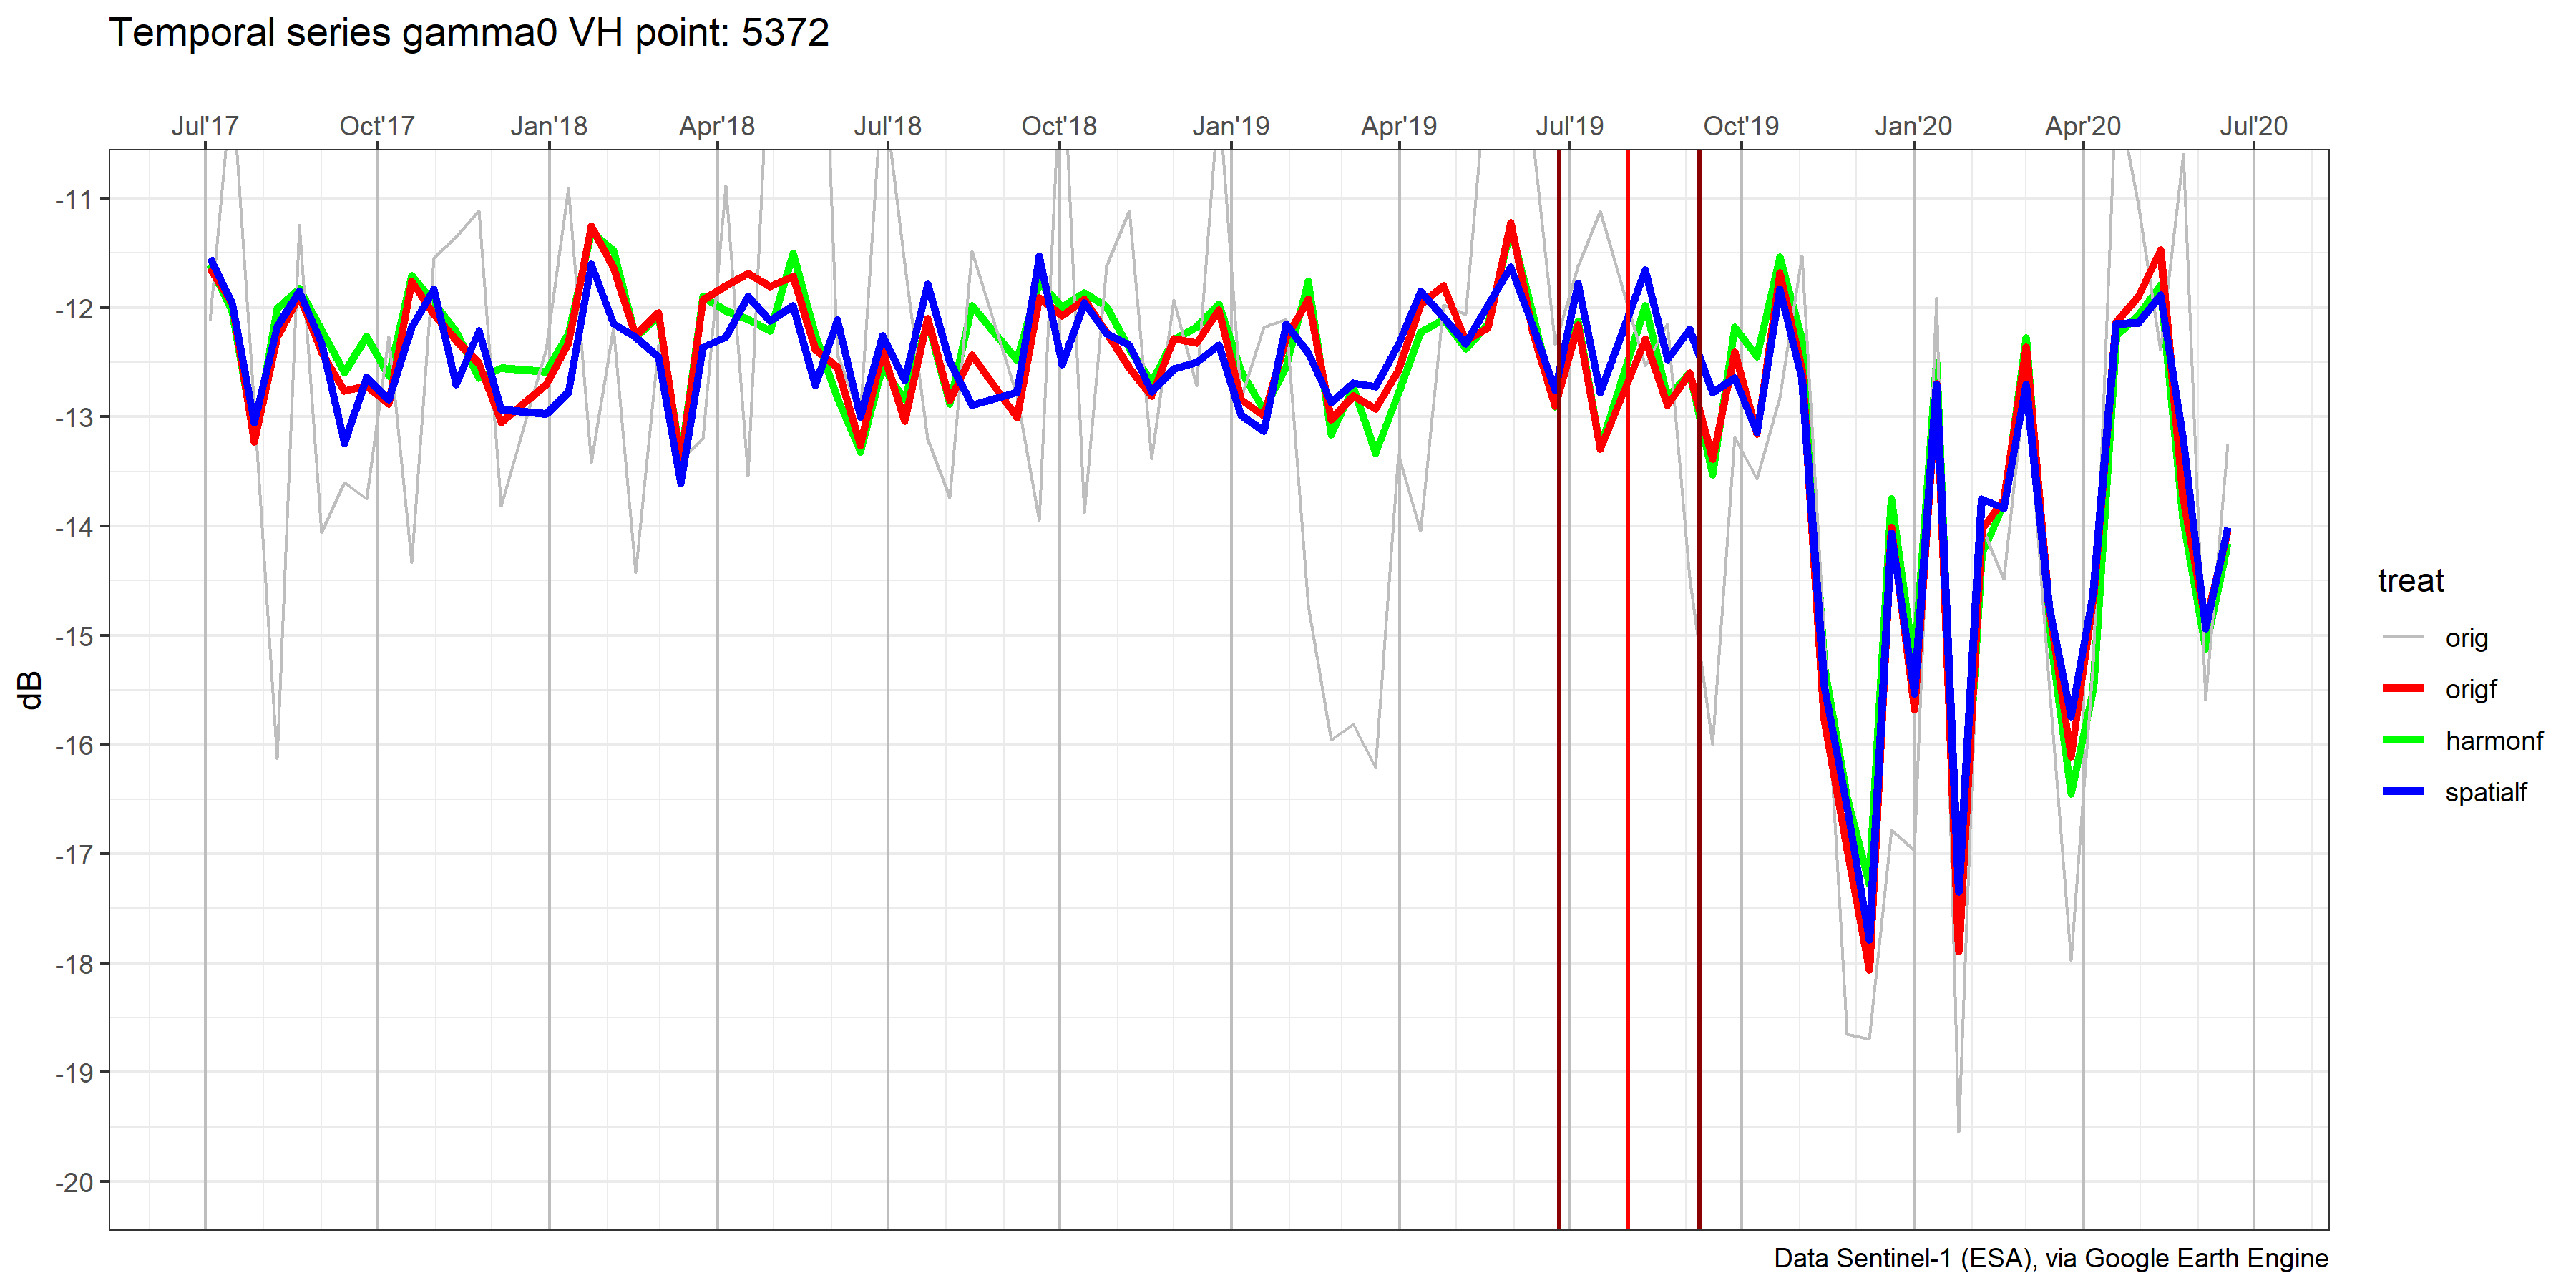 Temporal series gamma0 VH point: 5372
Jul'17 Oct'17 Jan'18 Apr'18 Jul'18 Oct'18 Jan'19 Apr'19 Jul'19 Oct'19 Jan'20 Apr'20 Jul'20
-11
-12
-13
-14
-15
-16
-17
-18
-19
-20
dB
treat
orig
origf
harmonf
spatialf
Data Sentinel-1 (ESA), via Google Earth Engine